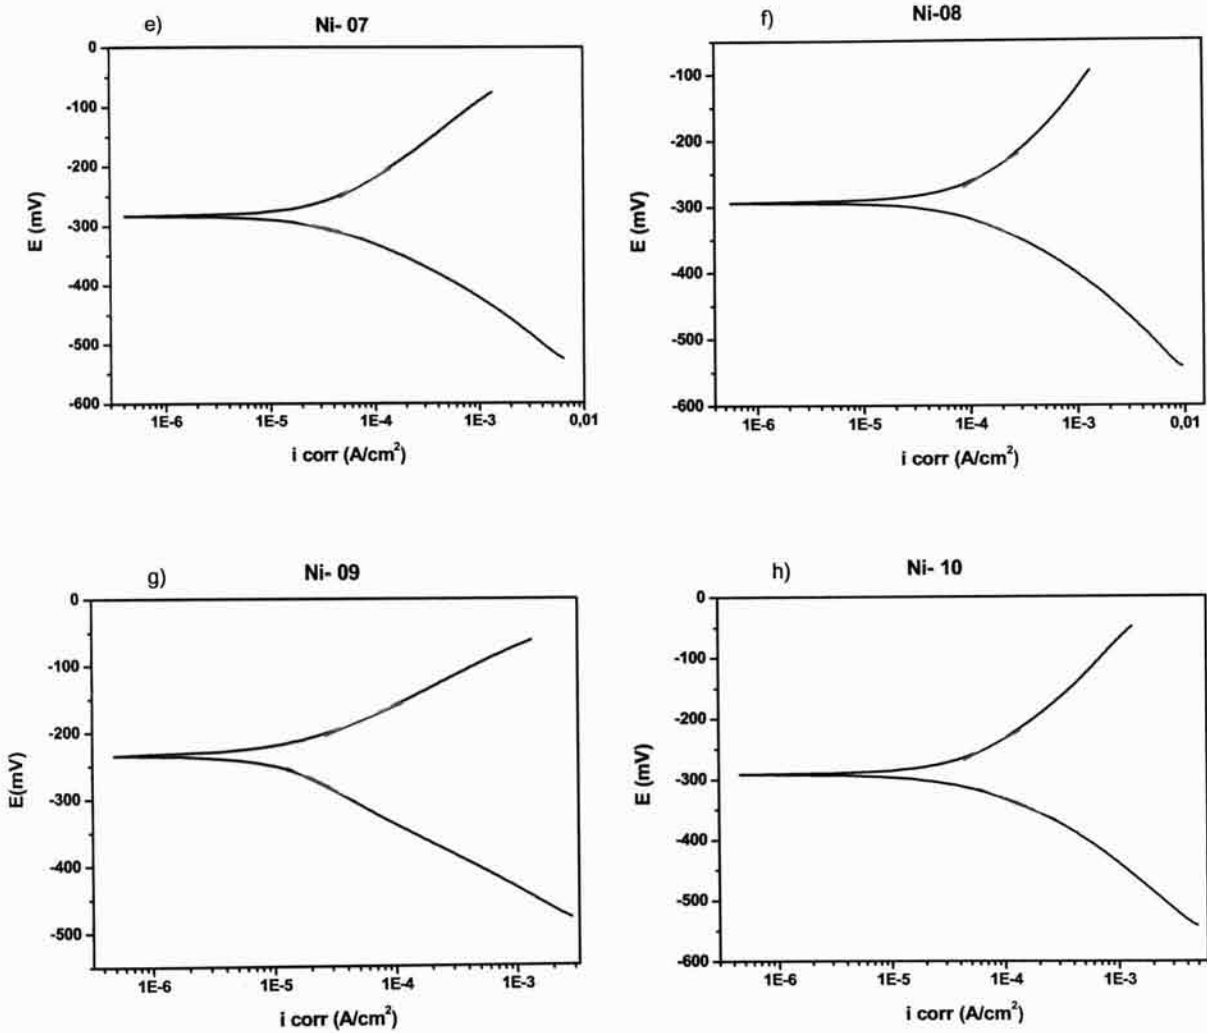 e)
Ni- 07
0
-100
-200
-300
-400
-500
-600
E (mV)
1E-6 1E-5 1E-4 1E-3 0,01
i corr (A/cm²)
f)
Ni-08
-100
-200
-300
-400
-500
-600
E (mV)
1E-6 1E-5 1E-4 1E-3 0,01
i corr (A/cm²)
g)
Ni- 09
0
-100
-200
-300
-400
-500
E(mV)
1E-6 1E-5 1E-4 1E-3
i corr (A/cm²)
h)
Ni- 10
0
-100
-200
-300
-400
-500
-600
E (mV)
1E-6 1E-5 1E-4 1E-3
i corr (A/cm²)